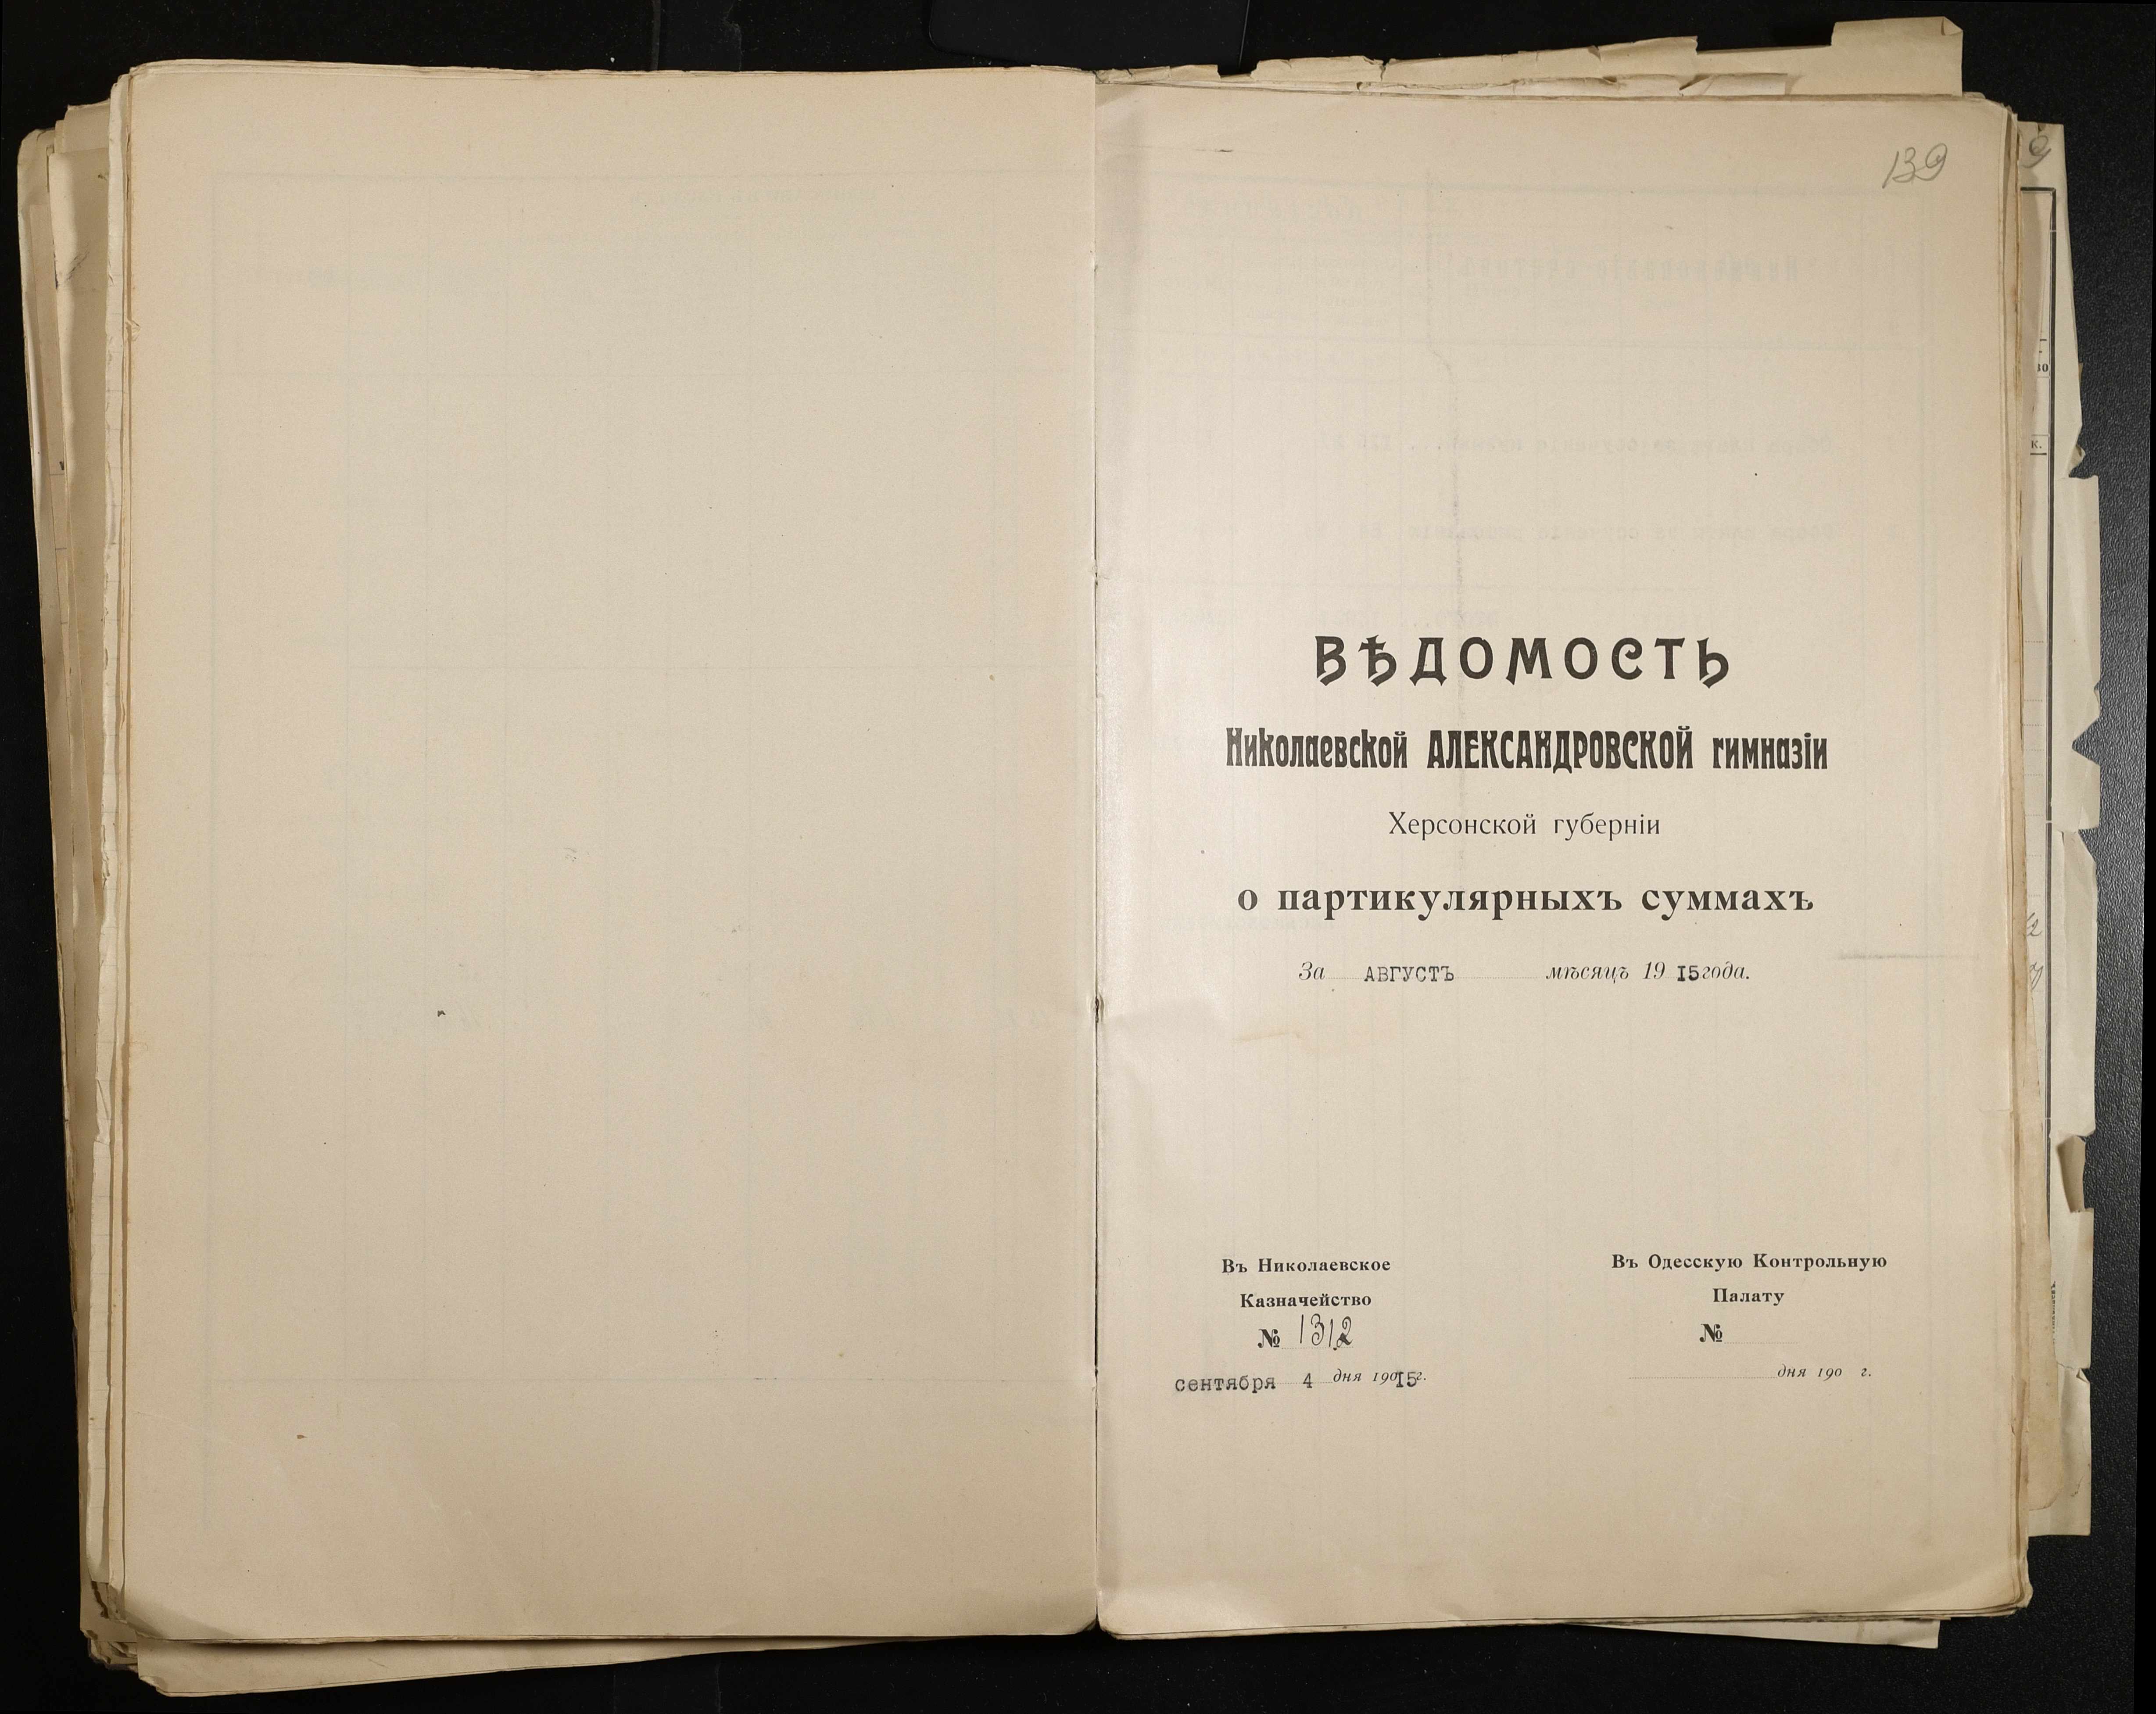 139
ВѢДОМОСТЬ
Николаевской АЛЕКСАНДРОВСКОЙ гимназіи
Херсонской губерніи
о партикулярныхъ суммахъ
За АВГУСТЪ мѣсяцъ 19 15 года.
Въ Николаевское
Казначейство
№ 1312
сентября 4 дня 190 15 г.
Въ Одесскую Контрольную
Палату
№
дня 190 г.